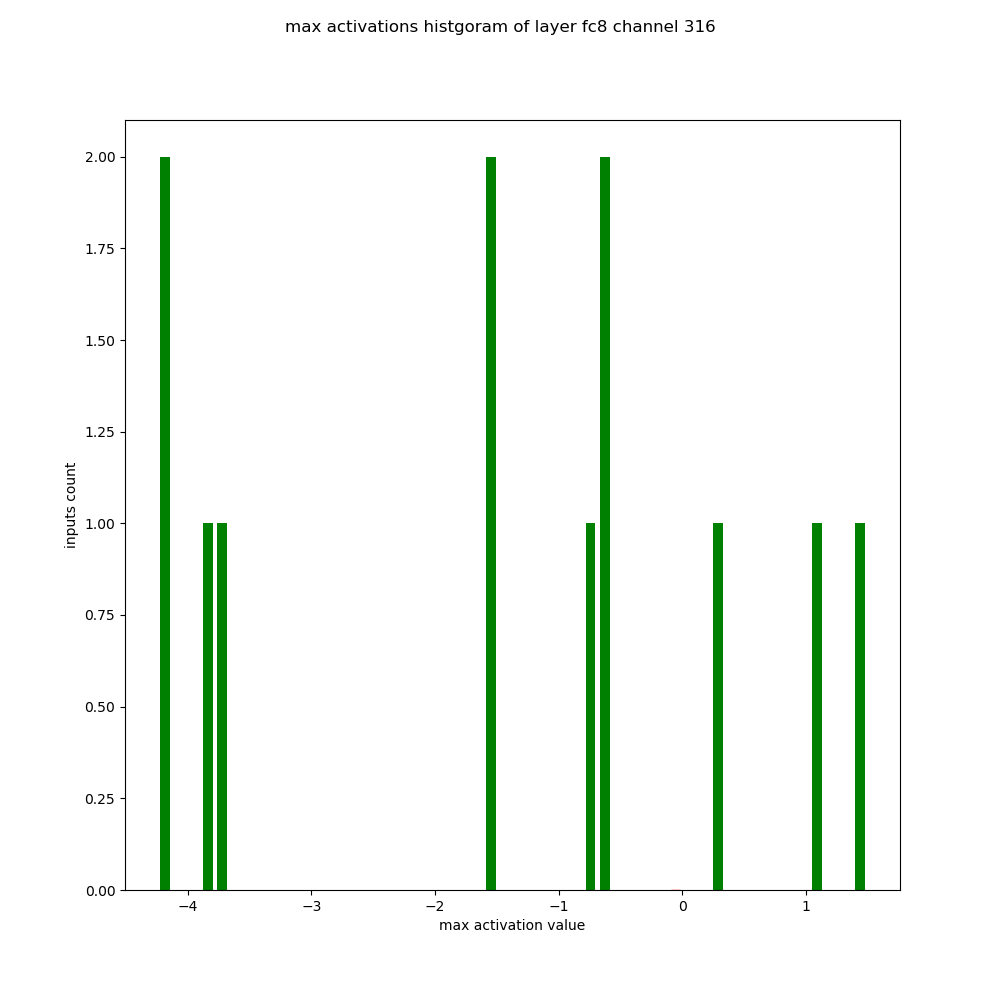 max activations histgoram of layer fc8 channel 316
2.00
1.75
1.50
1.25
1.00
0.75
0.50
0.25
0.00
inputs count
−4 −3 −2 −1 0 1
max activation value